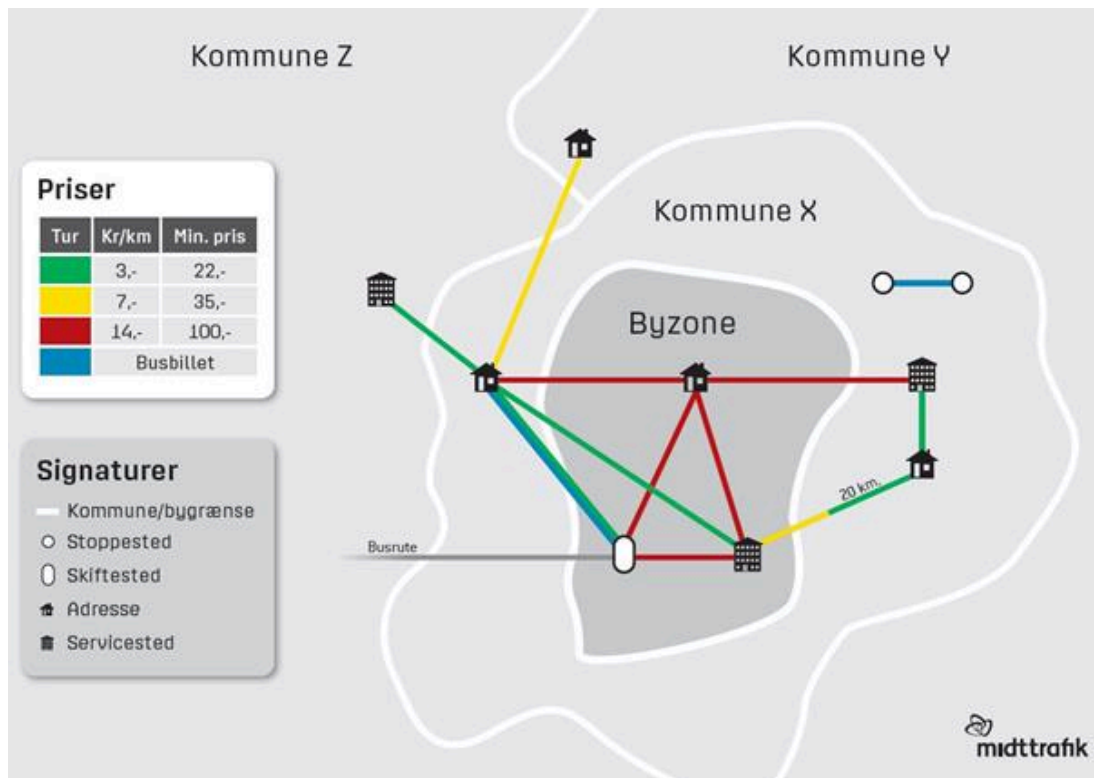 Kommune Z
Kommune Y
Kommune X
Byzone
Priser
Tur Kr/km Min. pris
3,- 22,-
7,- 35,-
14,- 100,-
Busbillet
Signaturer
Kommune/bygrænse
Stoppested
Skiftested
Adresse
Servicested
Busrute
20 km.
midttrafik